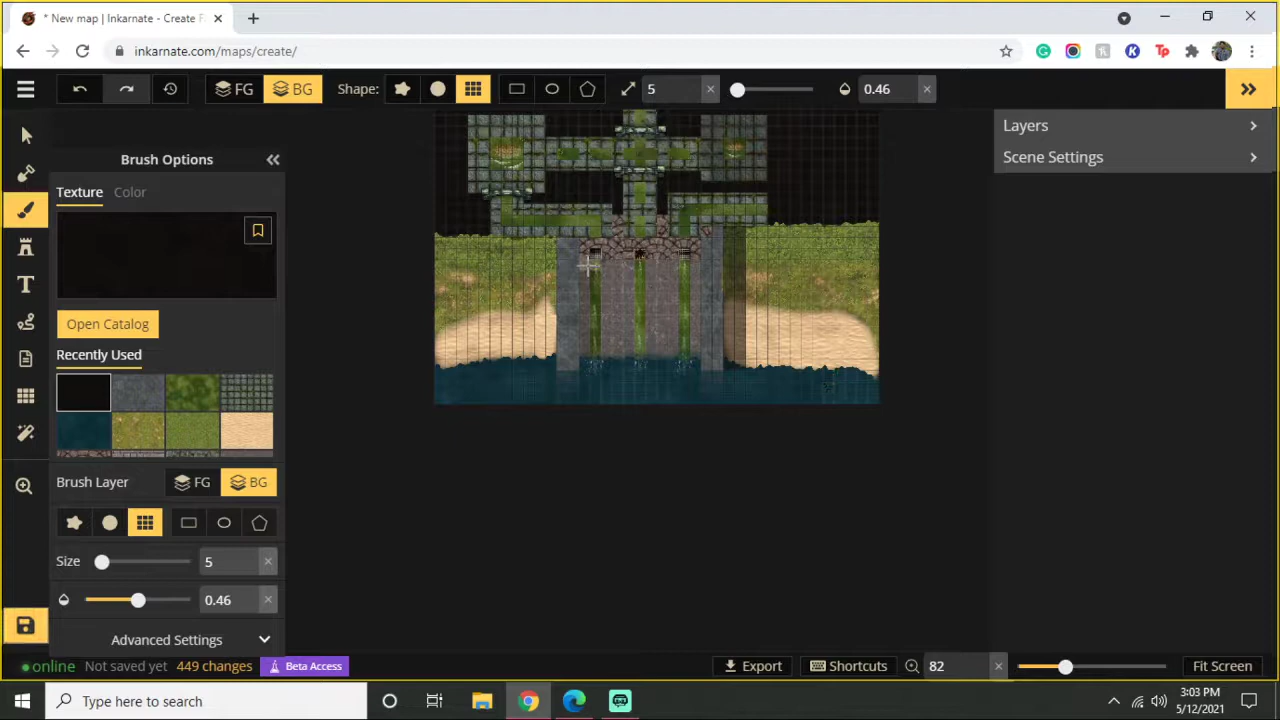 * New map | Inkarnate - Create F
inkarnate.com/maps/create/
FG
BG
Shape:
5
0.46
Brush Options
Texture
Color
Open Catalog
Recently Used
Brush Layer
FG
BG
Size
5
0.46
Advanced Settings
Layers
Scene Settings
online
Not saved yet
449 changes
Beta Access
Export
Shortcuts
82
Fit Screen
Type here to search
3:03 PM
5/12/2021